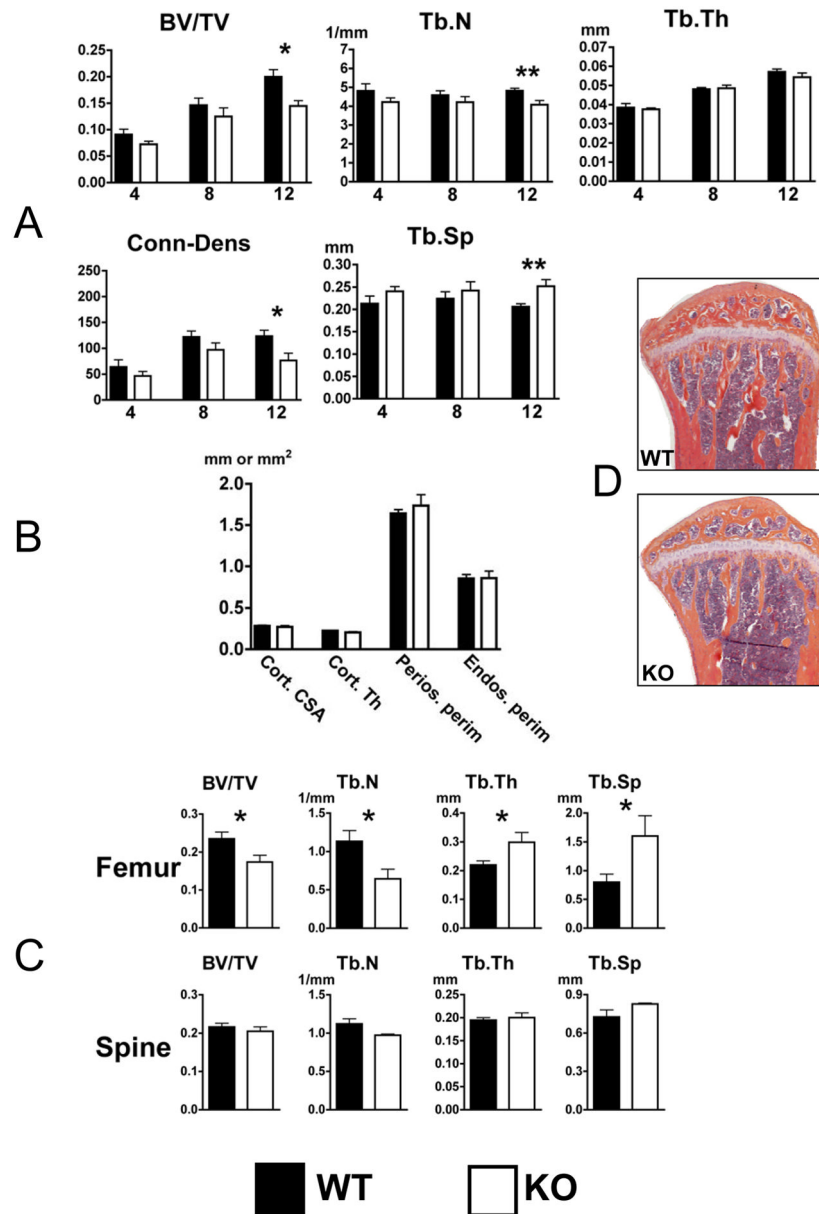 BV/TV
*
0.25
0.20
0.15
0.10
0.05
0.00
4 8 12
Tb.N
1/mm
**
7
6
5
4
3
2
1
4 8 12
Tb.Th
mm
0.07
0.06
0.05
0.04
0.03
0.02
0.01
0.00
4 8 12
A
Conn-Dens
*
250
200
150
100
50
0
4 8 12
Tb.Sp
mm
**
0.30
0.25
0.20
0.15
0.10
0.05
0.00
4 8 12
B
mm or mm²
2.0
1.5
1.0
0.5
0.0
Cort. CSA
Cort. Th
Perios. perim
Endos. perim
D
WT
KO
C
Femur
BV/TV
*
0.3
0.2
0.1
0.0
Tb.N
1/mm
*
1.5
1.0
0.5
0.0
Tb.Th
mm
*
0.4
0.3
0.2
0.1
0.0
Tb.Sp
mm
*
2.0
1.5
1.0
0.5
0.0
Spine
BV/TV
0.3
0.2
0.1
0.0
Tb.N
1/mm
1.5
1.0
0.5
0.0
Tb.Th
mm
0.25
0.20
0.15
0.10
0.05
0.00
Tb.Sp
mm
0.9
0.6
0.3
0.0
WT KO